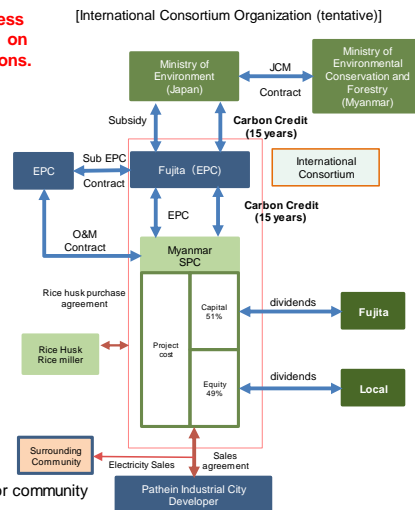 [International Consortium Organization (tentative)]
ess
on
ons.
Ministry of
Environment
(Japan)
JCM
Contract
Ministry of
Environmental
Conservation and
Forestry
(Myanmar)
Subsidy
Carbon Credit
(15 years)
EPC
Sub EPC
Contract
Fujita (EPC)
International
Consortium
EPC
Carbon Credit
(15 years)
O&M
Contract
Myanmar
SPC
Rice husk purchase
agreement
Project
cost
Capital
51%
dividends
Fujita
Rice Husk
Rice miller
Equity
49%
dividends
Local
Surrounding
Community
Electricity Sales
Sales
agreement
or community
Pathein Industrial City
Developer